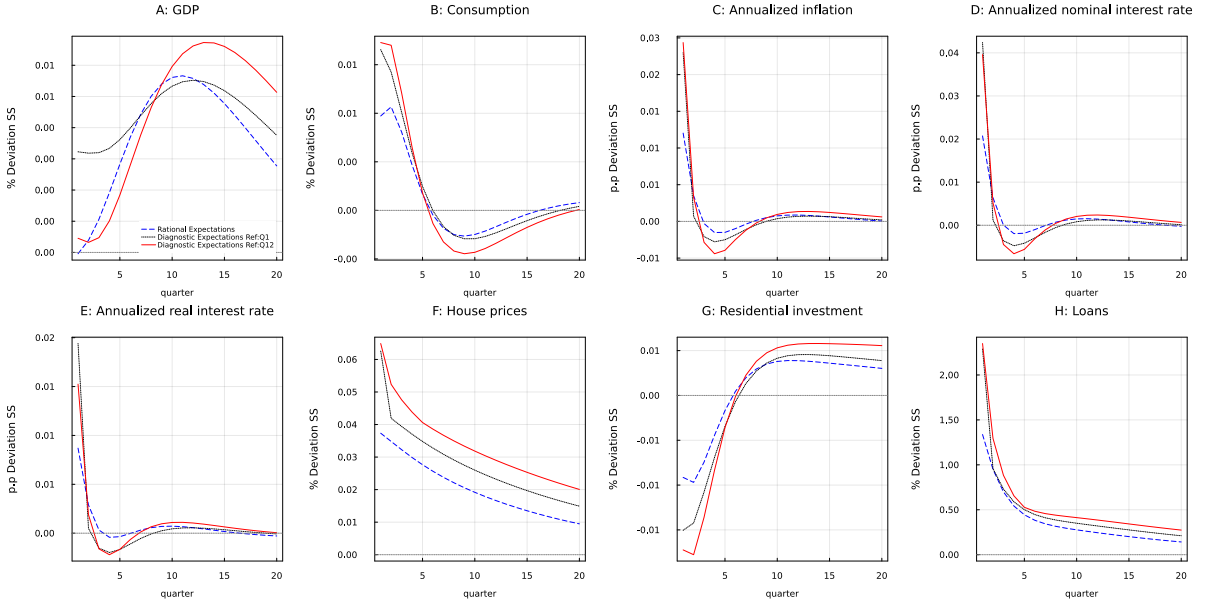 A: GDP
% Deviation SS
0.01
0.01
0.00
0.00
0.00
0.00
0.00
Rational Expectations
Diagnostic Expectations Ref:Q1
Diagnostic Expectations Ref:Q12
5
10
15
20
quarter
B: Consumption
% Deviation SS
0.01
0.01
0.00
0.00
-0.00
5
10
15
20
quarter
C: Annualized inflation
p.p Deviation SS
0.03
0.02
0.01
0.01
0.01
0.00
-0.01
5
10
15
20
quarter
D: Annualized nominal interest rate
p.p Deviation SS
0.04
0.03
0.02
0.01
0.00
-0.01
5
10
15
20
quarter
E: Annualized real interest rate
p.p Deviation SS
0.02
0.01
0.01
0.01
0.00
5
10
15
20
quarter
F: House prices
% Deviation SS
0.06
0.05
0.04
0.03
0.02
0.01
0.00
5
10
15
20
quarter
G: Residential investment
% Deviation SS
0.01
0.00
-0.01
-0.01
-0.01
5
10
15
20
quarter
H: Loans
% Deviation SS
2.00
1.50
1.00
0.50
0.00
5
10
15
20
quarter